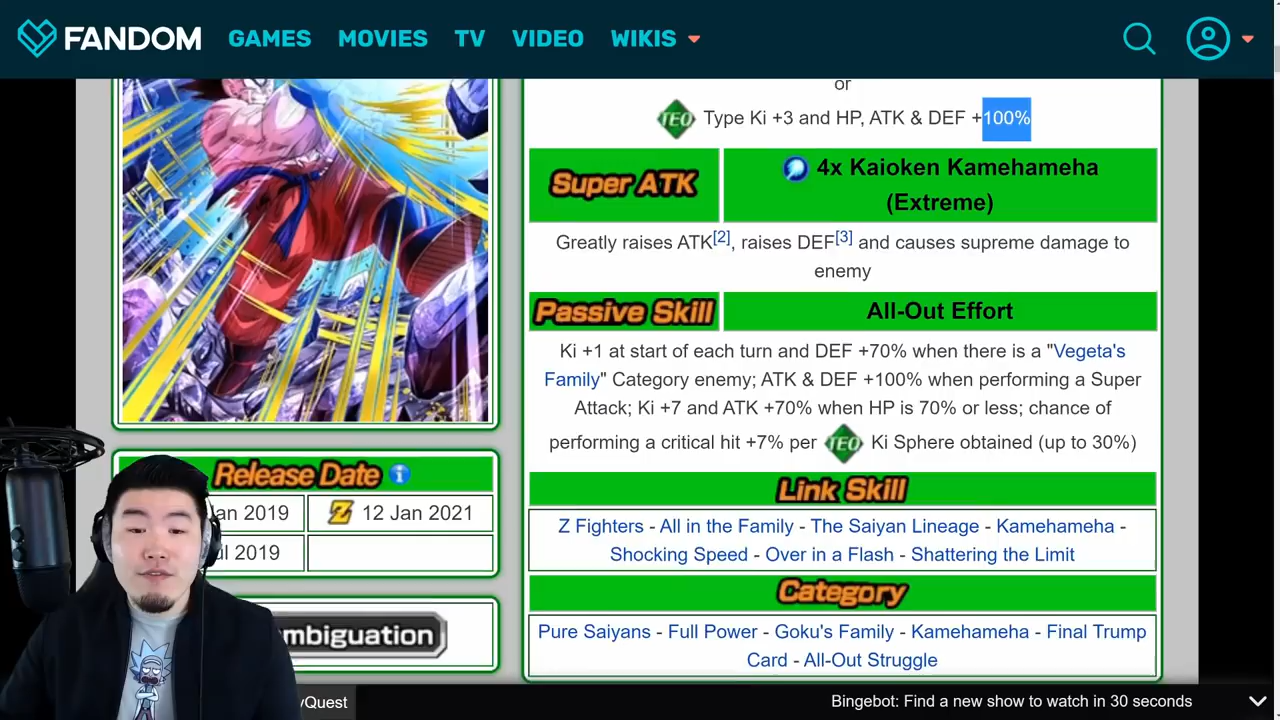 FANDOM GAMES MOVIES TV VIDEO WIKIS
or
TEQ Type Ki +3 and HP, ATK & DEF +100%
Super ATK
4x Kaioken Kamehameha
(Extreme)
Greatly raises ATK[2], raises DEF[3] and causes supreme damage to
enemy
Passive Skill
All-Out Effort
Ki +1 at start of each turn and DEF +70% when there is a "Vegeta's
Family" Category enemy; ATK & DEF +100% when performing a Super
Attack; Ki +7 and ATK +70% when HP is 70% or less; chance of
performing a critical hit +7% per TEQ Ki Sphere obtained (up to 30%)
Link Skill
Z Fighters - All in the Family - The Saiyan Lineage - Kamehameha -
Shocking Speed - Over in a Flash - Shattering the Limit
Category
Pure Saiyans - Full Power - Goku's Family - Kamehameha - Final Trump
Card - All-Out Struggle
Release Date
an 2019
Z 12 Jan 2021
l 2019
mbiguation
yQuest
Bingebot: Find a new show to watch in 30 seconds